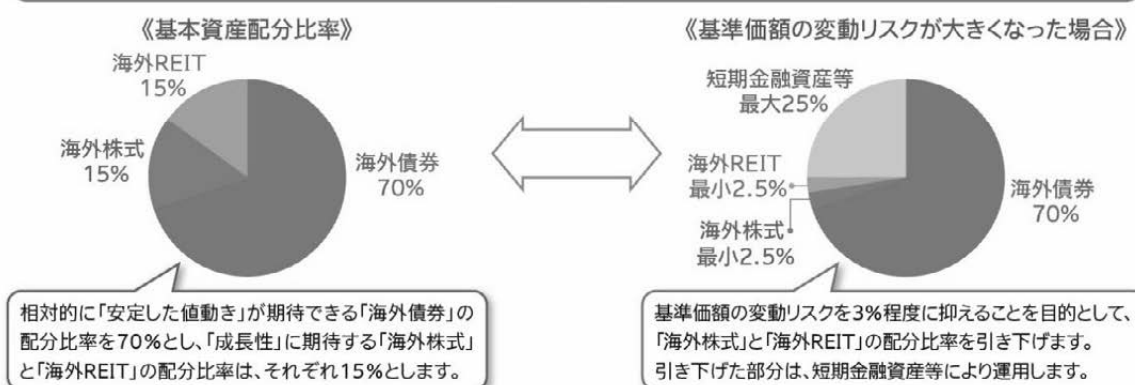 《基本資産配分比率》
海外REIT
15%
海外株式
15%
海外債券
70%
相対的に「安定した値動き」が期待できる「海外債券」の
配分比率を70%とし、「成長性」に期待する「海外株式」
と「海外REIT」の配分比率は、それぞれ15%とします。
《基準価額の変動リスクが大きくなった場合》
短期金融資産等
最大25%
海外REIT
最小2.5%
海外株式
最小2.5%
海外債券
70%
基準価額の変動リスクを3%程度に抑えることを目的として、
「海外株式」と「海外REIT」の配分比率を引き下げます。
引き下げた部分は、短期金融資産等により運用します。